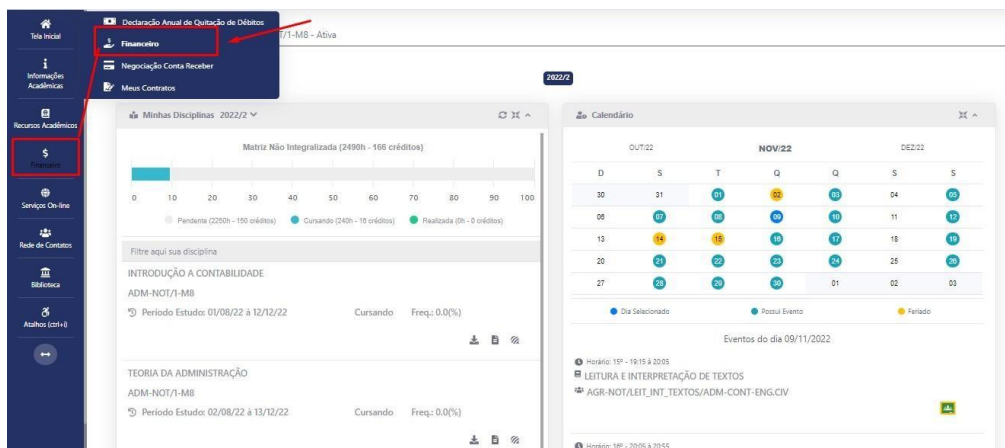 Tela Inicial
Informações
Acadêmicas
Recursos Acadêmicos
Financeiro
Serviços On-line
Rede de Contatos
Biblioteca
Atalhos (ctrl+i)
Declaração Anual de Quitação de Débitos
Financeiro
Negociação Conta Receber
Meus Contratos
T/1-M8 - Ativa
2022/2
Minhas Disciplinas 2022/2
Matriz Não Integralizada (2490h - 166 créditos)
0 10 20 30 40 50 60 70 80 90 100
Pendente (2250h - 150 créditos) Cursando (240h - 16 créditos) Realizada (0h - 0 créditos)
Filtre aqui sua disciplina
INTRODUÇÃO A CONTABILIDADE
ADM-NOT/1-M8
Período Estudo: 01/08/22 à 12/12/22 Cursando Freq.: 0.0(%)
TEORIA DA ADMINISTRAÇÃO
ADM-NOT/1-M8
Período Estudo: 02/08/22 à 13/12/22 Cursando Freq.: 0.0(%)
Calendário
OUT/22 NOV/22 DEZ/22
D S T Q Q S S
30 31 01 02 03 04 05
06 07 08 09 10 11 12
13 14 15 16 17 18 19
20 21 22 23 24 25 26
27 28 29 30 01 02 03
Dia Selecionado Possui Evento Feriado
Eventos do dia 09/11/2022
Horário: 15º - 19:15 à 20:05
LEITURA E INTERPRETAÇÃO DE TEXTOS
AGR-NOT/LEIT_INT_TEXTOS/ADM-CONT-ENG.CIV
Horário: 16º - 20:05 à 20:55